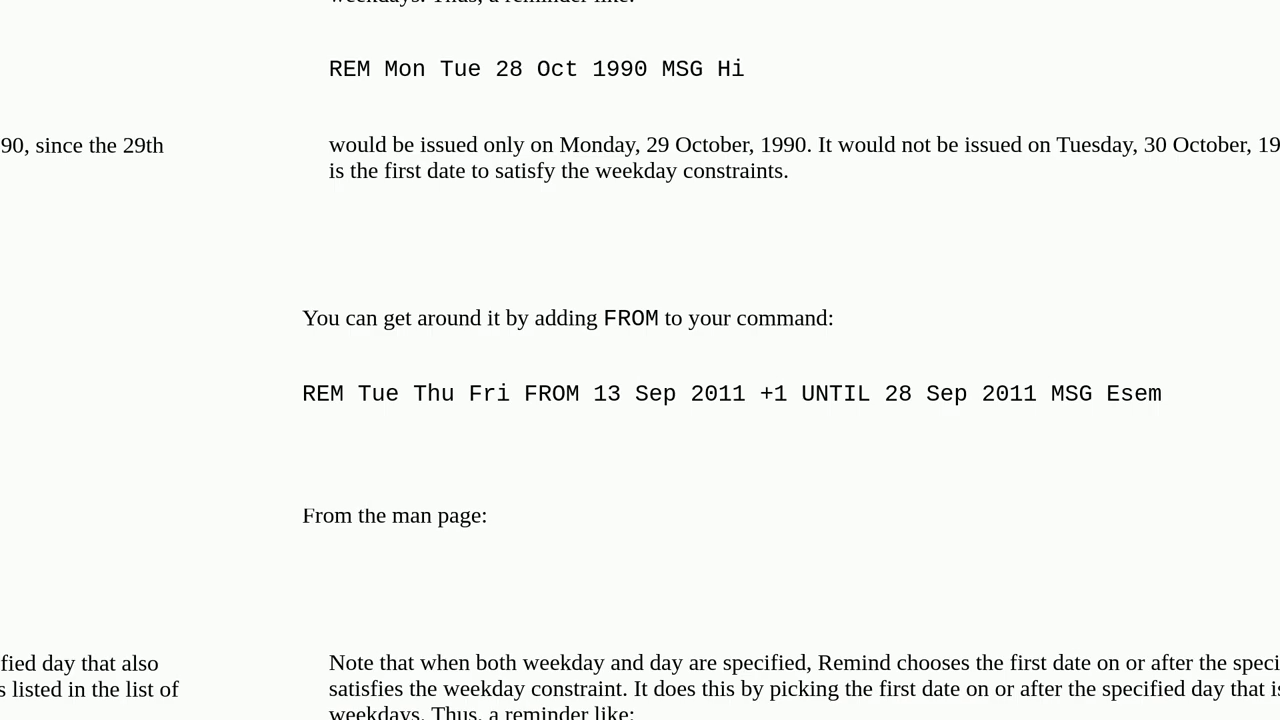 weekdays. Thus, a reminder like:
REM Mon Tue 28 Oct 1990 MSG Hi
90, since the 29th
would be issued only on Monday, 29 October, 1990. It would not be issued on Tuesday, 30 October, 19
is the first date to satisfy the weekday constraints.
You can get around it by adding FROM to your command:
REM Tue Thu Fri FROM 13 Sep 2011 +1 UNTIL 28 Sep 2011 MSG Esem
From the man page:
fied day that also
s listed in the list of
Note that when both weekday and day are specified, Remind chooses the first date on or after the speci
satisfies the weekday constraint. It does this by picking the first date on or after the specified day that is
weekdays. Thus, a reminder like: